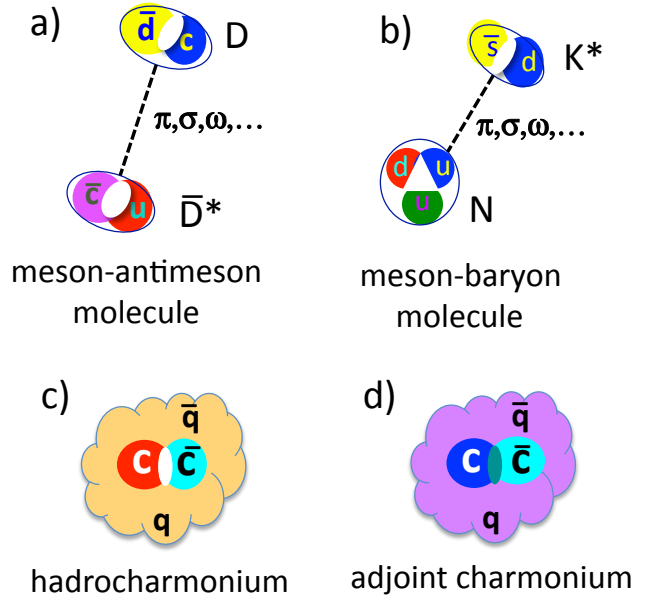 a)
d̄ c D
π,σ,ω,...
c̄ u D̄*
meson-antimeson
molecule
b)
s̄ d K*
π,σ,ω,...
d u
u N
meson-baryon
molecule
c)
q̄
c c̄
q
hadrocharmonium
d)
q̄
c c̄
q
adjoint charmonium